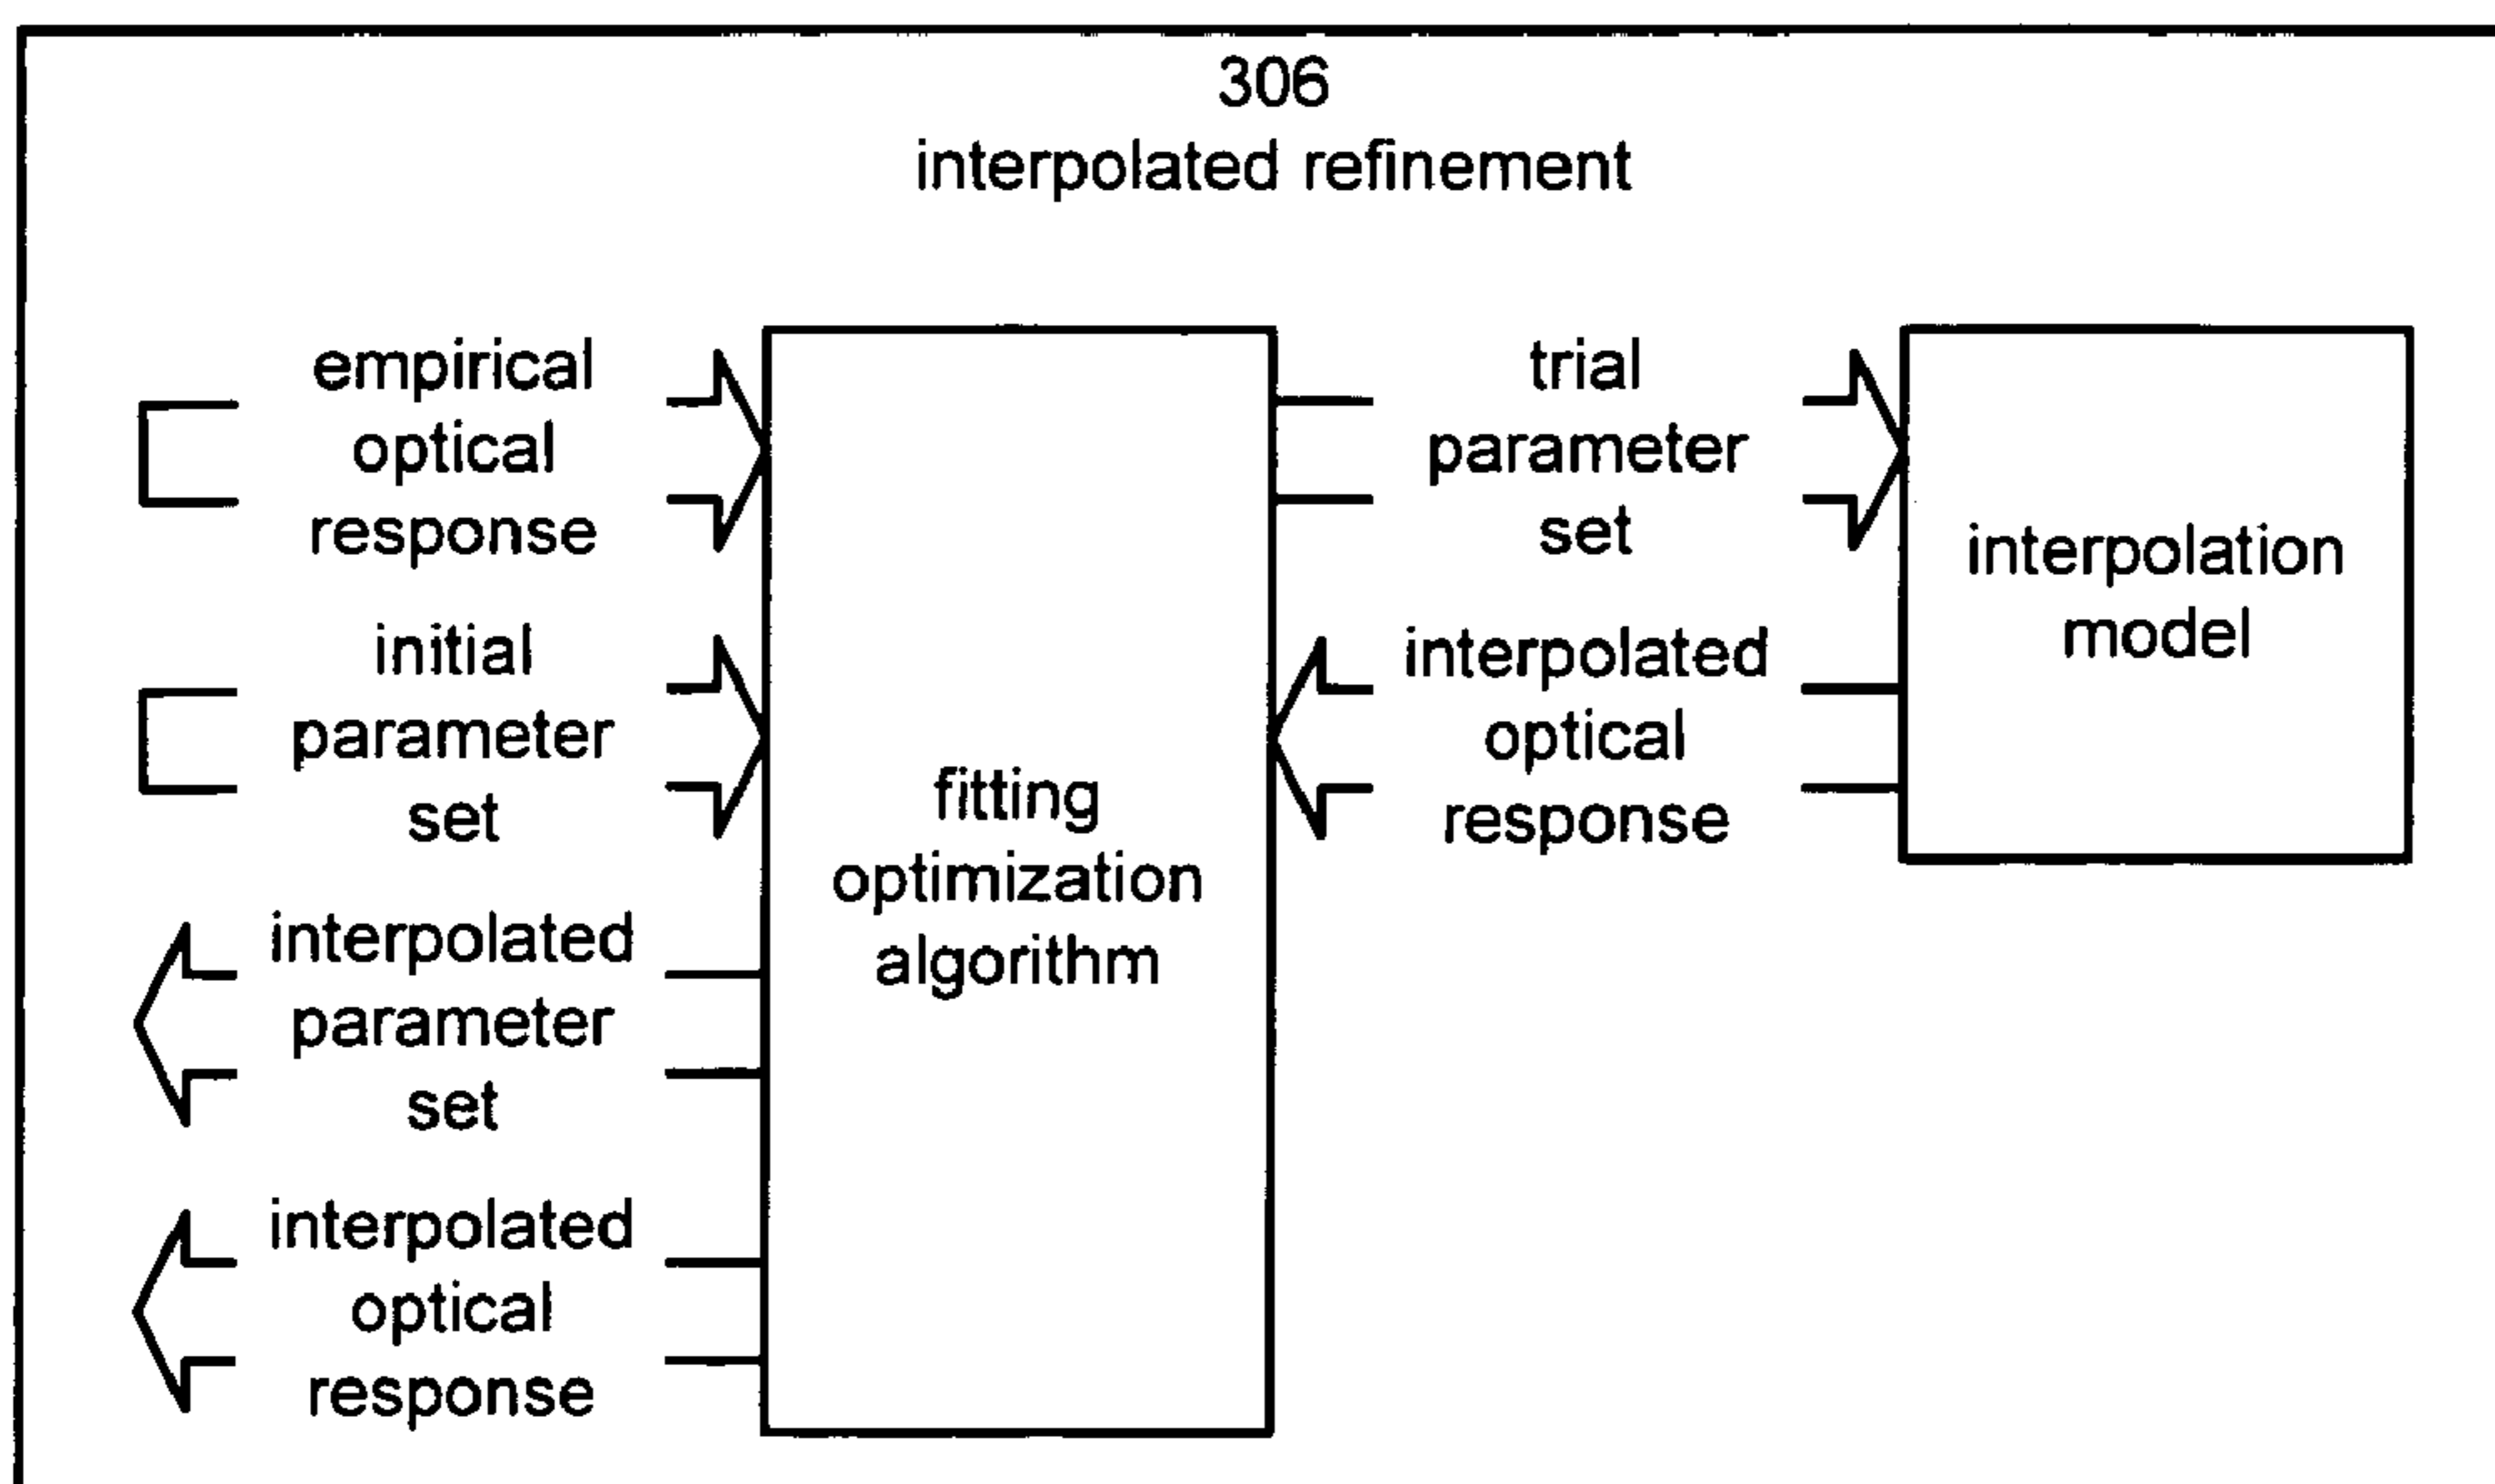 306
interpolated refinement
empirical
optical
response
initial
parameter
set
interpolated
parameter
set
interpolated
optical
response
fitting
optimization
algorithm
trial
parameter
set
interpolated
optical
response
interpolation
model